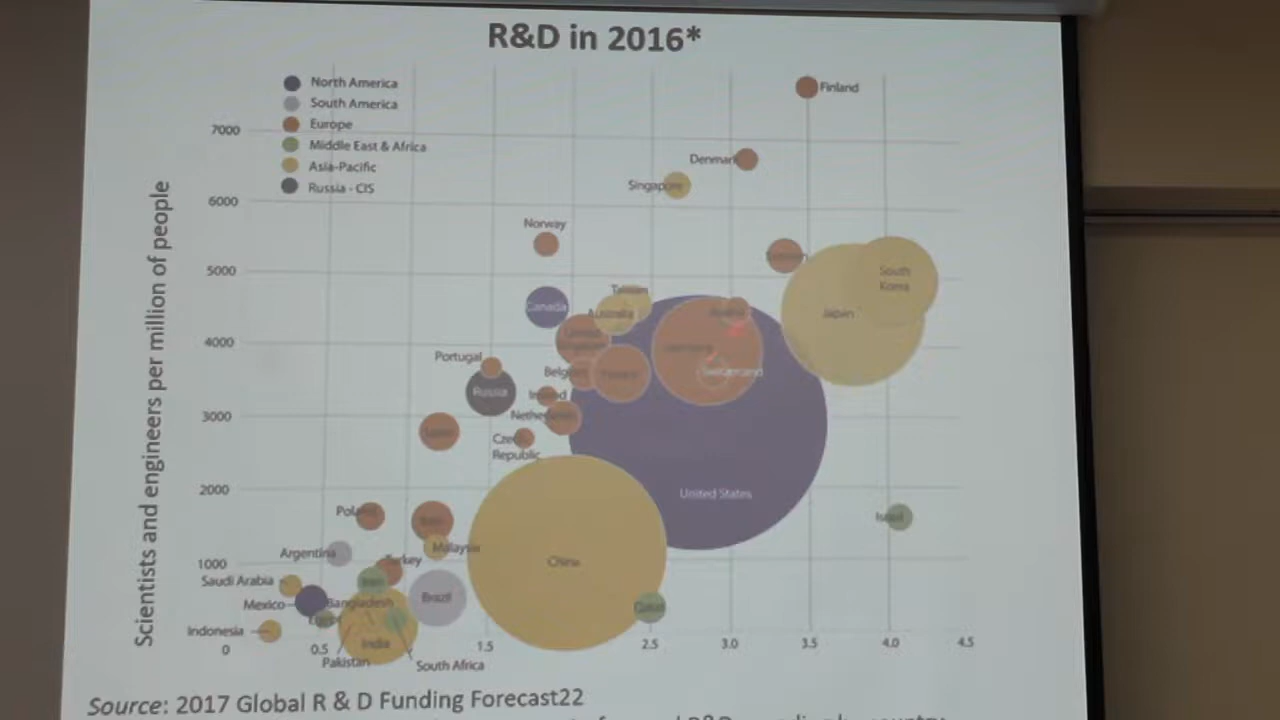 R&D in 2016*
North America
South America
Europe
Middle East & Africa
Asia-Pacific
Russia - CIS
Scientists and engineers per million of people
7000
6000
5000
4000
3000
2000
1000
0
0.5
1.5
2.5
3.0
3.5
4.0
4.5
Finland
Denmark
Singapore
Norway
South
Korea
Canada
Taiwan
Australia
Japan
Portugal
Russia
Switzerland
Czech
Republic
United States
Poland
Israel
Argentina
Turkey
Malaysia
China
Saudi Arabia
Iran
Mexico
Bangladesh
Brazil
Qatar
Egypt
Indonesia
India
Pakistan
South Africa
Source: 2017 Global R & D Funding Forecast22